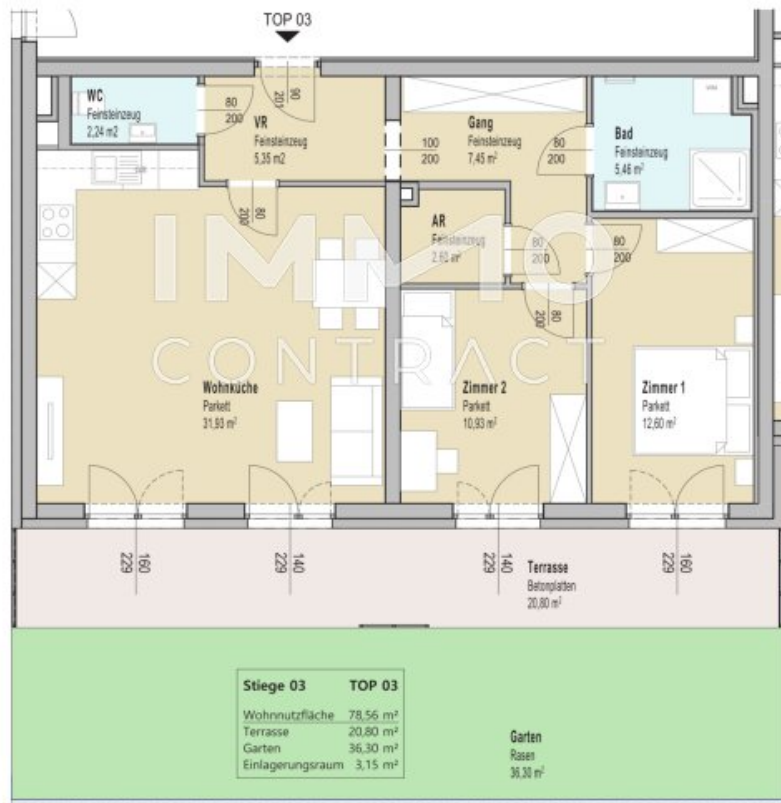 TOP 03
WC
Feinsteinzeug
2,24 m2
80
200
90
201
VR
Feinsteinzeug
5,35 m2
100
200
Gang
Feinsteinzeug
7,45 m²
80
200
Bad
Feinsteinzeug
5,46 m²
80
200
AR
Feinsteinzeug
2,60 m²
80
200
80
200
80
200
IMMO
CONTRACT
Wohnküche
Parkett
31,93 m²
Zimmer 2
Parkett
10,93 m²
Zimmer 1
Parkett
12,60 m²
160
229
140
229
140
229
160
229
Terrasse
Betonplatten
20,80 m²
Stiege 03 TOP 03
Wohnnutzfläche 78,56 m²
Terrasse 20,80 m²
Garten 36,30 m²
Einlagerungsraum 3,15 m²
Garten
Rasen
36,30 m²